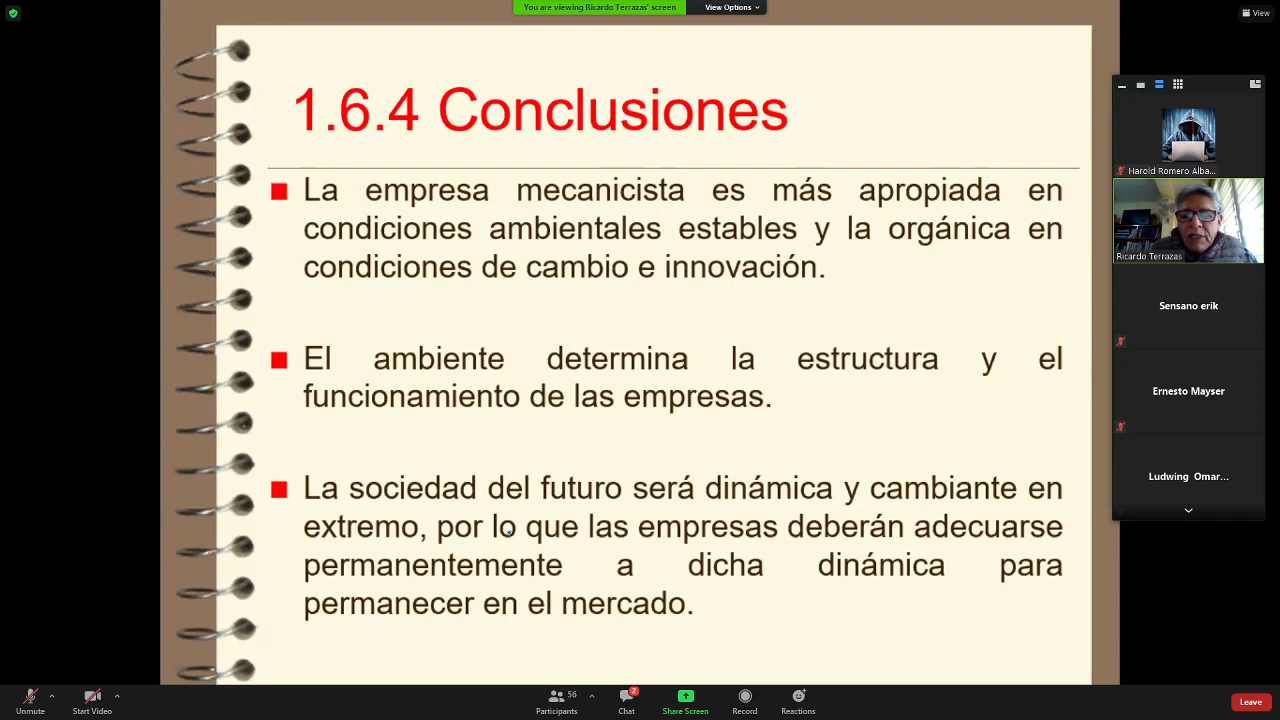 You are viewing Ricardo Terrazas' screen
View Options
View
1.6.4 Conclusiones
La empresa mecanicista es más apropiada en
condiciones ambientales estables y la orgánica en
condiciones de cambio e innovación.
El ambiente determina la estructura y el
funcionamiento de las empresas.
La sociedad del futuro será dinámica y cambiante en
extremo, por lo que las empresas deberán adecuarse
permanentemente a dicha dinámica para
permanecer en el mercado.
Harold Romero Alba...
Ricardo Terrazas
Sensano erik
Ernesto Mayser
Ludwing Omar...
Unmute
Start Video
56
Participants
2
Chat
Share Screen
Record
Reactions
Leave